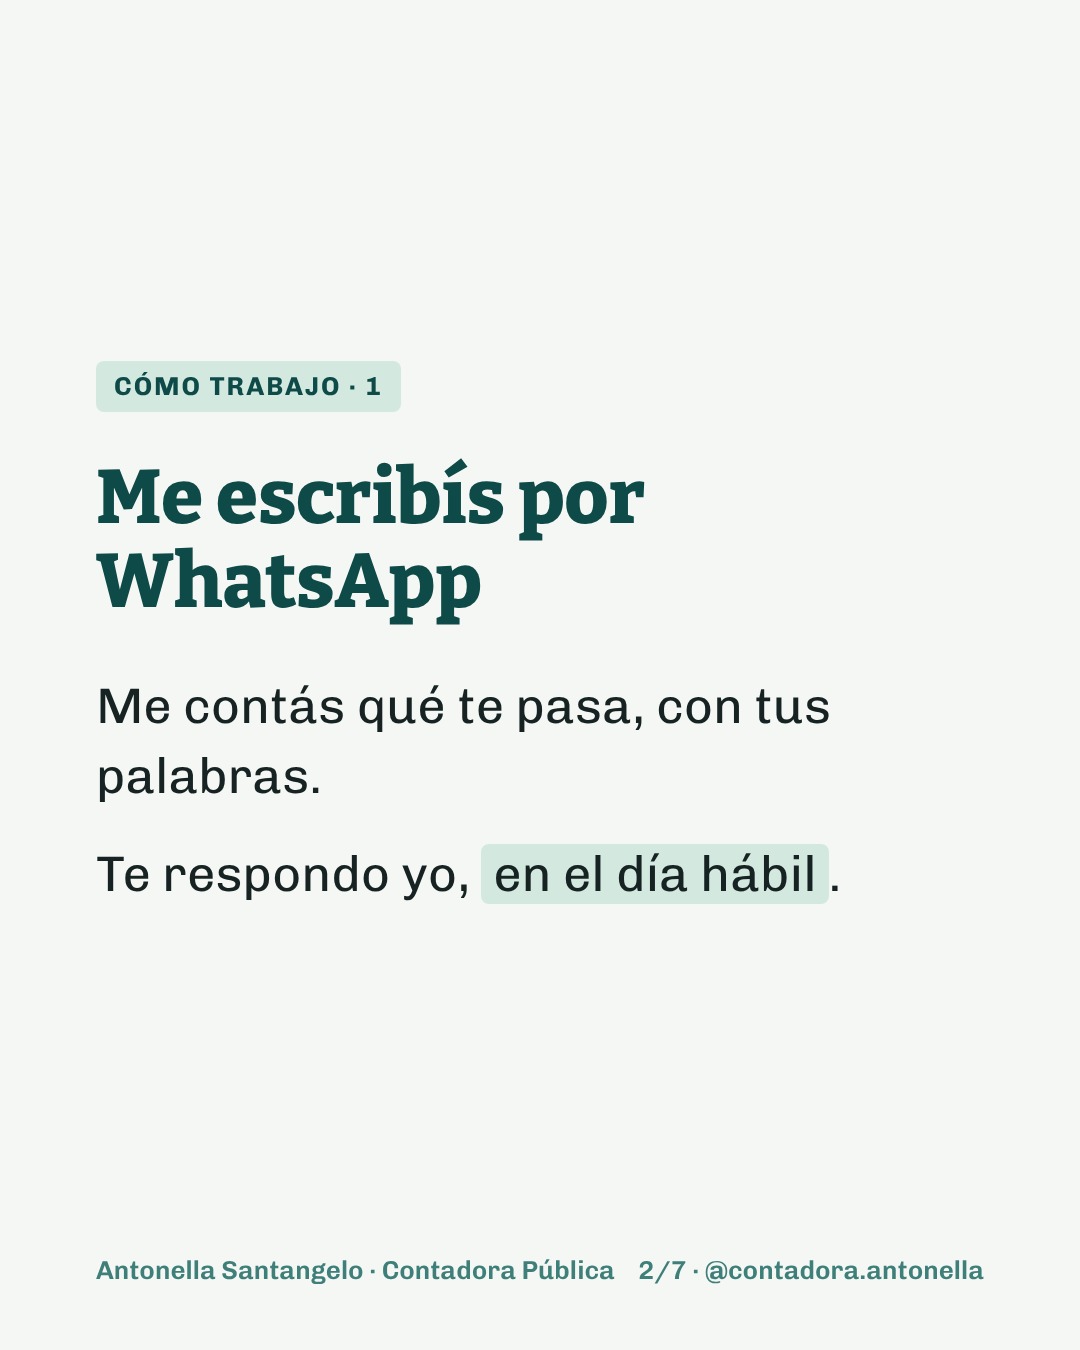 CÓMO TRABAJO · 1
Me escribís por
WhatsApp
Me contás qué te pasa, con tus
palabras.
Te respondo yo, en el día hábil.
Antonella Santangelo · Contadora Pública 2/7 · @contadora.antonella